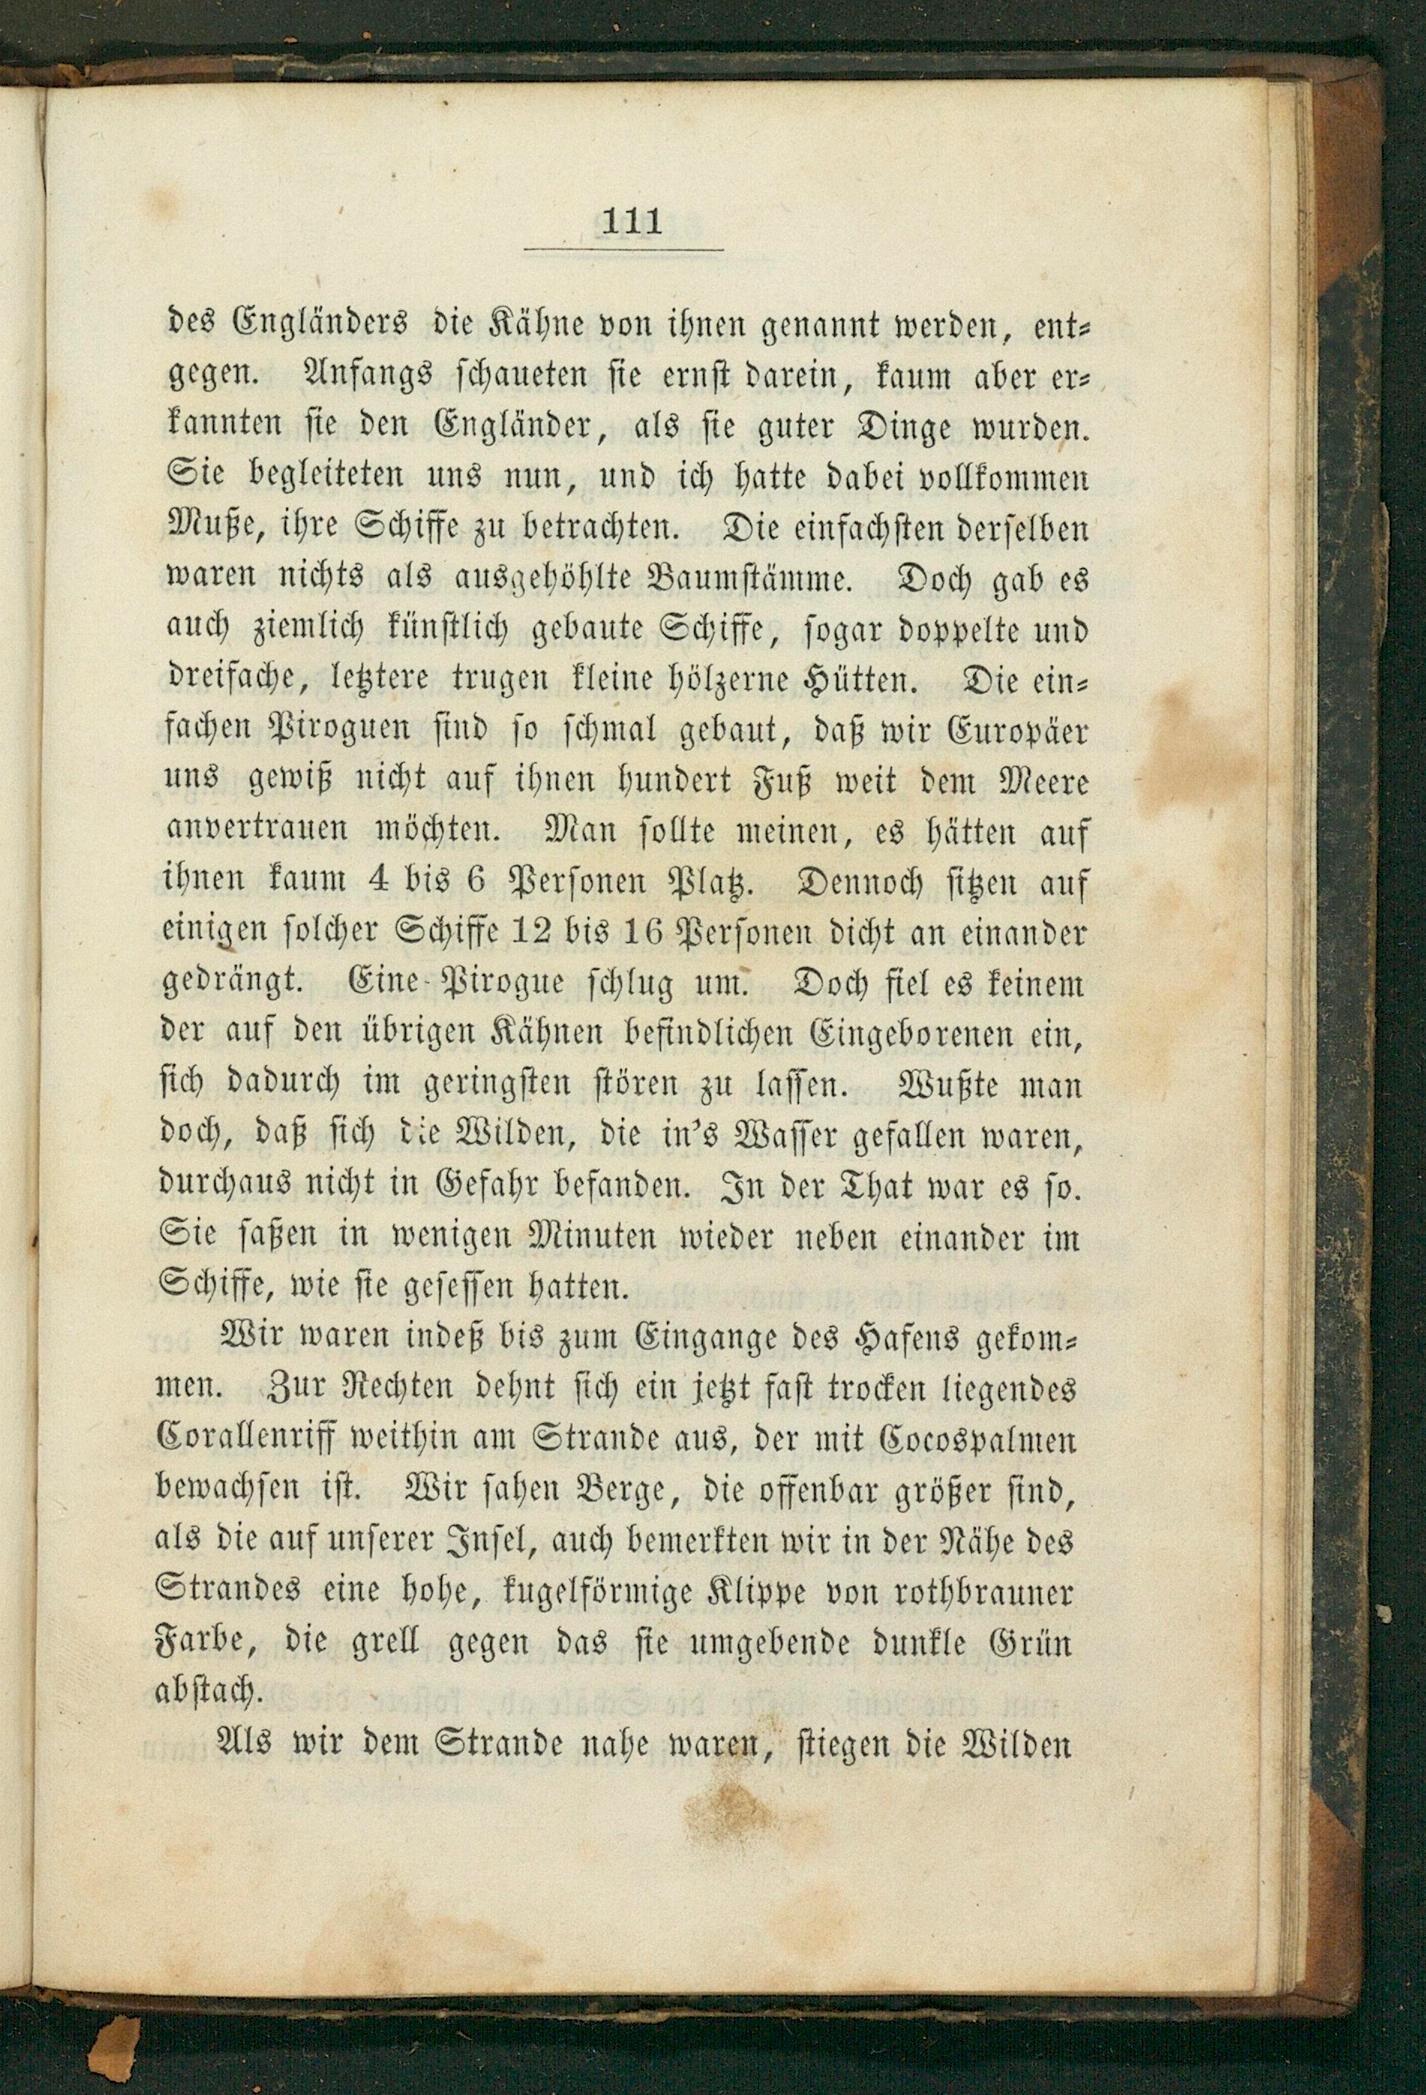 111
des Engländers die Kähne von ihnen genannt werden, ent-
gegen. Anfangs schaueten sie ernst darein, kaum aber er-
kannten sie den Engländer, als sie guter Dinge wurden.
Sie begleiteten uns nun, und ich hatte dabei vollkommen
Muße, ihre Schiffe zu betrachten. Die einfachsten derselben
waren nichts als ausgehöhlte Baumstämme. Doch gab es
auch ziemlich künstlich gebaute Schiffe, sogar doppelte und
dreifache, letztere trugen kleine hölzerne Hütten. Die ein-
fachen Piroguen sind so schmal gebaut, daß wir Europäer
uns gewiß nicht auf ihnen hundert Fuß weit dem Meere
anvertrauen möchten. Man sollte meinen, es hätten auf
ihnen kaum 4 bis 6 Personen Platz. Dennoch sitzen auf
einigen solcher Schiffe 12 bis 16 Personen dicht an einander
gedrängt. Eine Pirogue schlug um. Doch fiel es keinem
der auf den übrigen Kähnen befindlichen Eingeborenen ein,
sich dadurch im geringsten stören zu lassen. Wußte man
doch, daß sich die Wilden, die in's Wasser gefallen waren,
durchaus nicht in Gefahr befanden. In der That war es so.
Sie saßen in wenigen Minuten wieder neben einander im
Schiffe, wie sie gesessen hatten.
Wir waren indeß bis zum Eingange des Hafens gekom-
men. Zur Rechten dehnt sich ein jetzt fast trocken liegendes
Corallenriff weithin am Strande aus, der mit Cocospalmen
bewachsen ist. Wir sahen Berge, die offenbar größer sind,
als die auf unserer Insel, auch bemerkten wir in der Nähe des
Strandes eine hohe, kugelförmige Klippe von rothbrauner
Farbe, die grell gegen das sie umgebende dunkle Grün
abstach.
Als wir dem Strande nahe waren, stiegen die Wilden